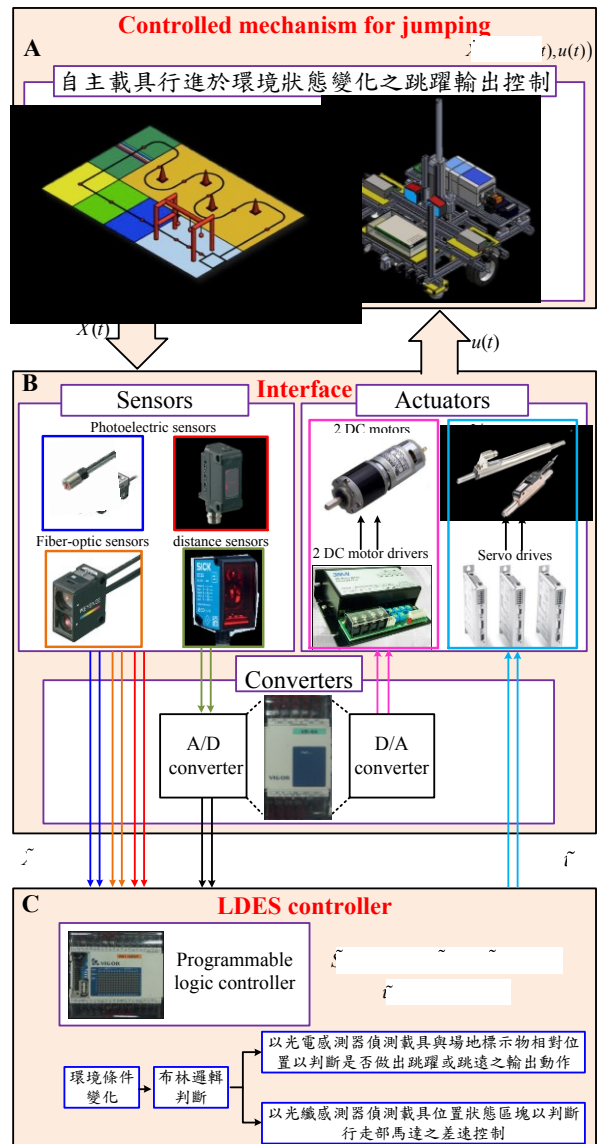 Controlled mechanism for jumping
A
),u(t))
自主載具行進於環境狀態變化之跳躍輸出控制
X(t)
u(t)
B
Interface
Sensors
Actuators
Photoelectric sensors
2 DC motors
Fiber-optic sensors
distance sensors
2 DC motor drivers
Servo drives
SICK
Converters
A/D
converter
D/A
converter
VIGOR
C
LDES controller
VIGOR
Programmable
logic controller
環境條件
變化
布林邏輯
判斷
以光電感測器偵測載具與場地標示物相對位
置以判斷是否做出跳躍或跳遠之輸出動作
以光纖感測器偵測載具位置狀態區塊以判斷
行走部馬達之差速控制